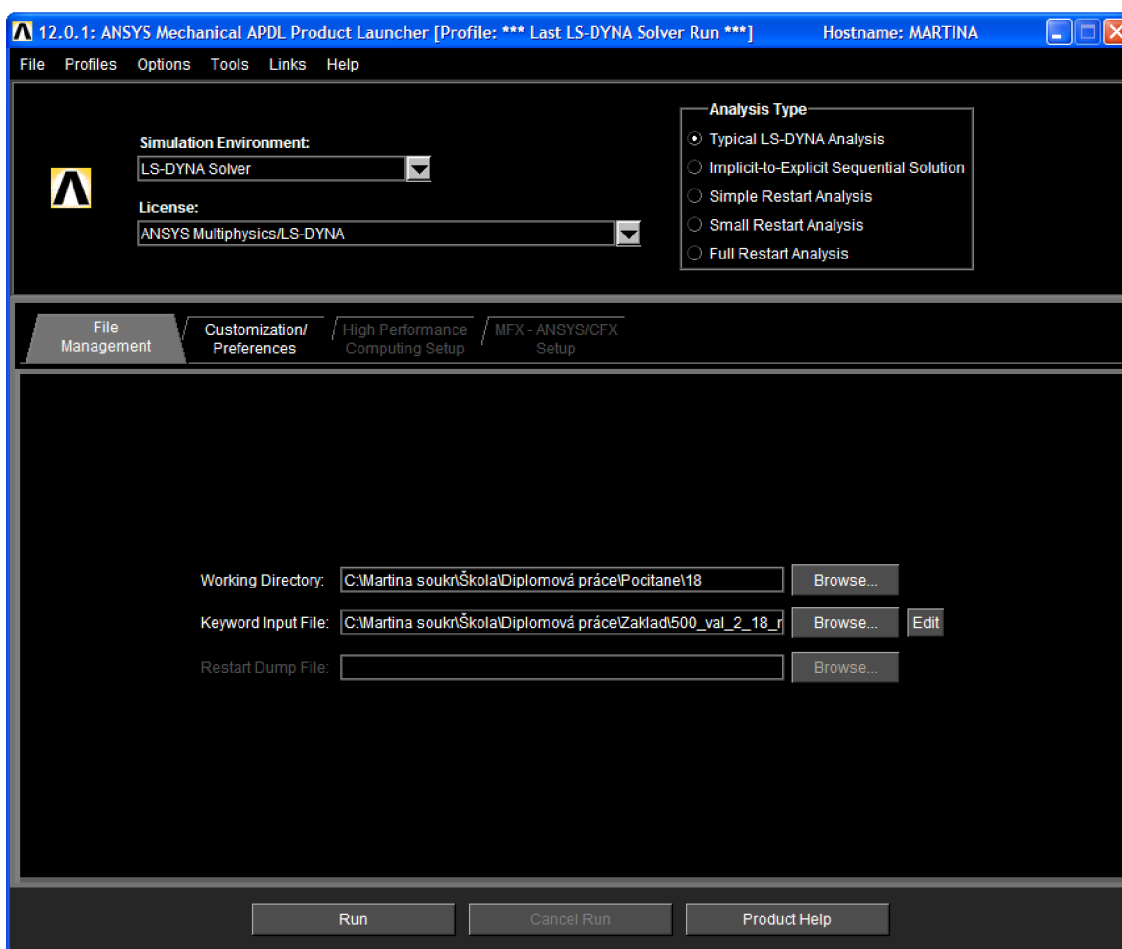 12.0.1: ANSYS Mechanical APDL Product Launcher [Profile: *** Last LS-DYNA Solver Run ***] Hostname: MARTINA
File Profiles Options Tools Links Help
Simulation Environment:
LS-DYNA Solver
License:
ANSYS Multiphysics/LS-DYNA
Analysis Type
Typical LS-DYNA Analysis
Implicit-to-Explicit Sequential Solution
Simple Restart Analysis
Small Restart Analysis
Full Restart Analysis
File
Management
Customization/
Preferences
High Performance
Computing Setup
MFX - ANSYS/CFX
Setup
Working Directory: C:\Martina soukr\Škola\Diplomová práce\Pocitane\18 Browse...
Keyword Input File: C:\Martina soukr\Škola\Diplomová práce\Zaklad\500_val_2_18_r Browse... Edit
Restart Dump File: Browse...
Run Cancel Run Product Help